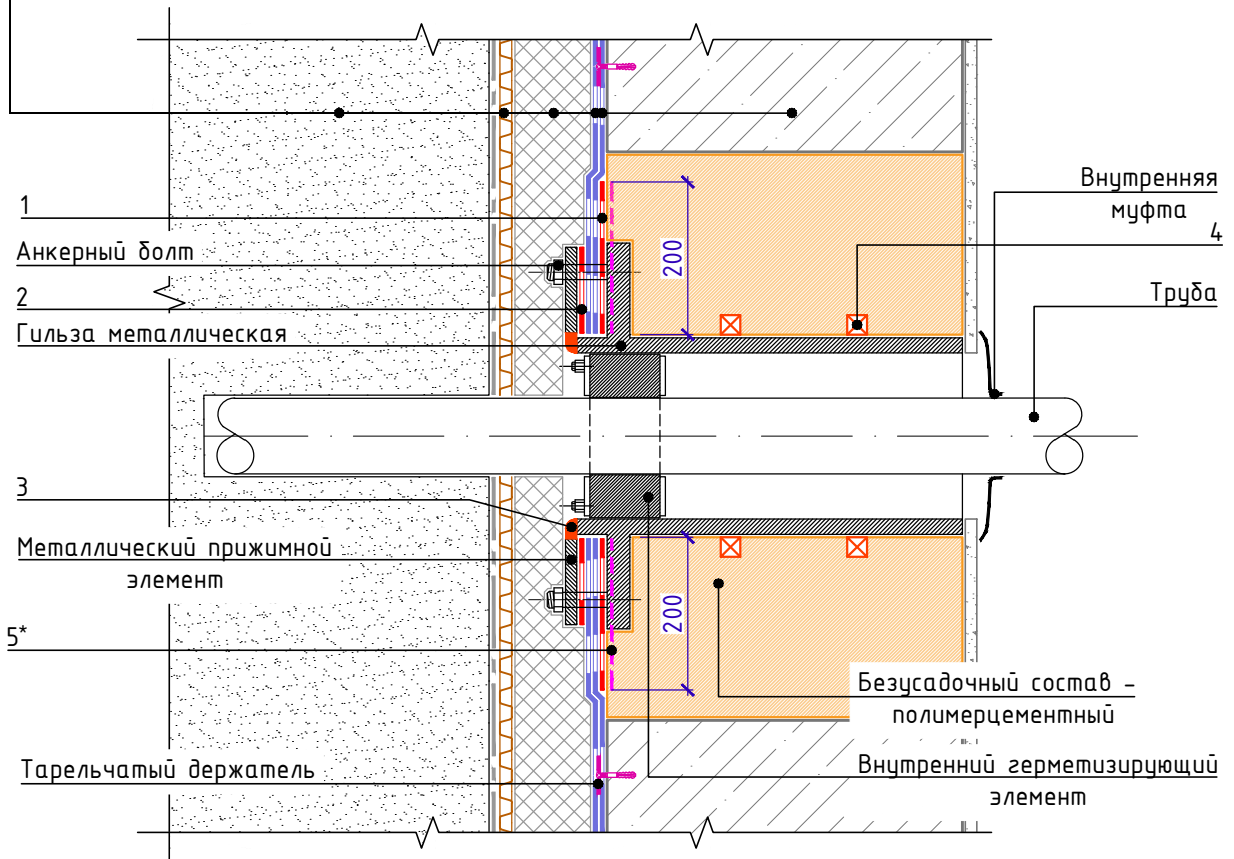 Внутренняя
муфта
1
4
Анкерный болт
200
2
Труба
Гильза металлическая
3
Металлический прижимной
элемент
200
5*
Безусадочный состав -
полимерцементный
Тарельчатый держатель
Внутренний герметизирующий
элемент